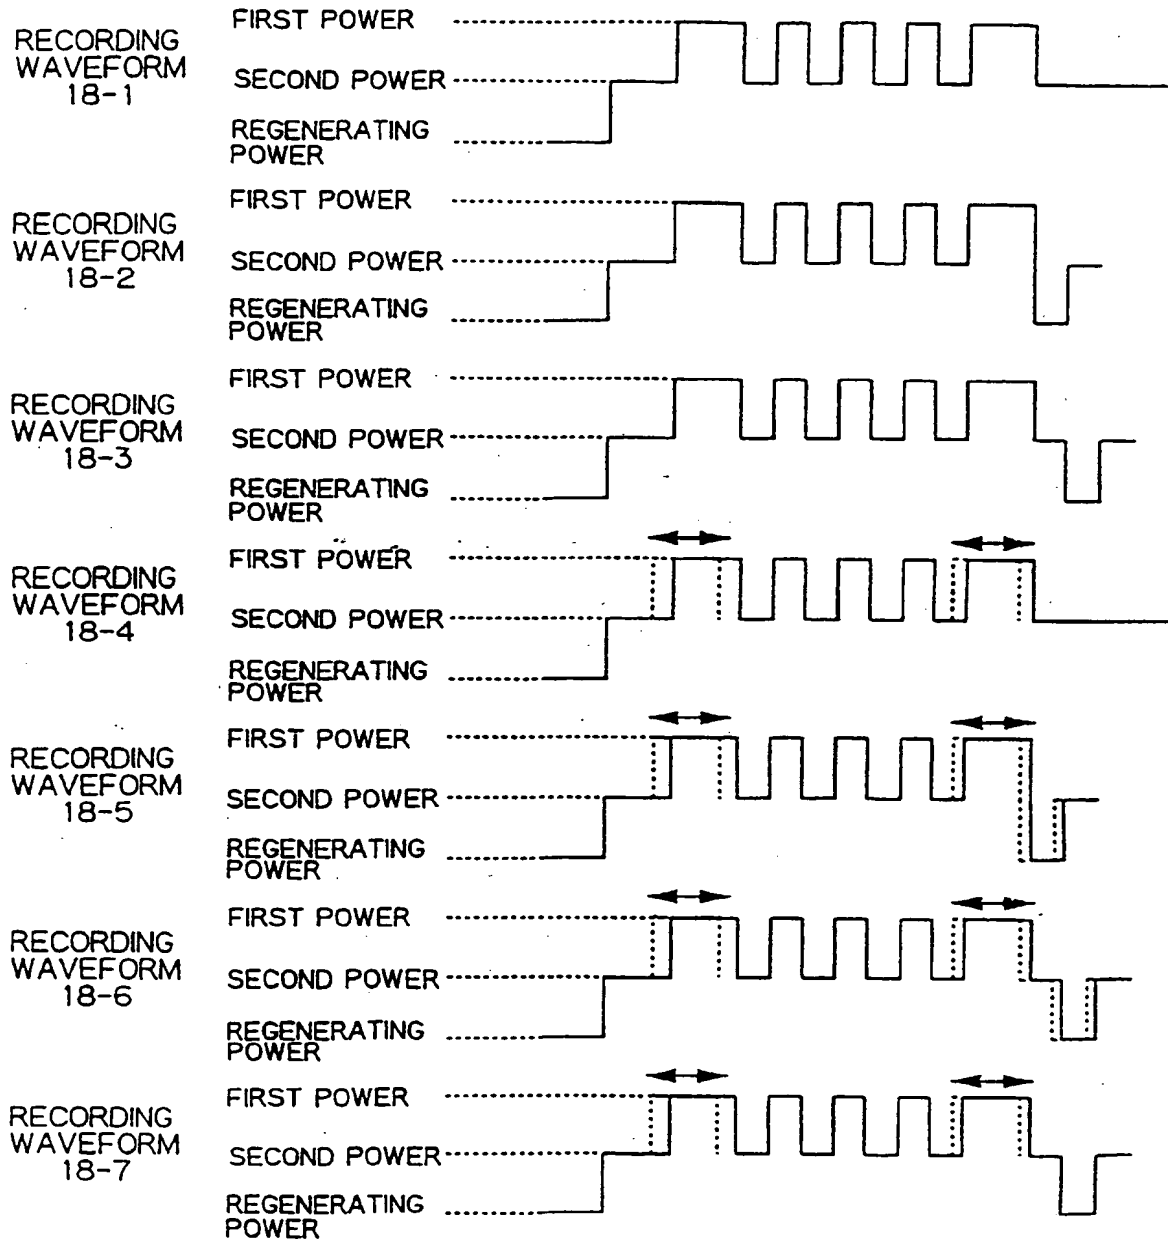 RECORDING
WAVEFORM
18-1
FIRST POWER
SECOND POWER
REGENERATING
POWER
RECORDING
WAVEFORM
18-2
FIRST POWER
SECOND POWER
REGENERATING
POWER
RECORDING
WAVEFORM
18-3
FIRST POWER
SECOND POWER
REGENERATING
POWER
RECORDING
WAVEFORM
18-4
FIRST POWER
SECOND POWER
REGENERATING
POWER
RECORDING
WAVEFORM
18-5
FIRST POWER
SECOND POWER
REGENERATING
POWER
RECORDING
WAVEFORM
18-6
FIRST POWER
SECOND POWER
REGENERATING
POWER
RECORDING
WAVEFORM
18-7
FIRST POWER
SECOND POWER
REGENERATING
POWER